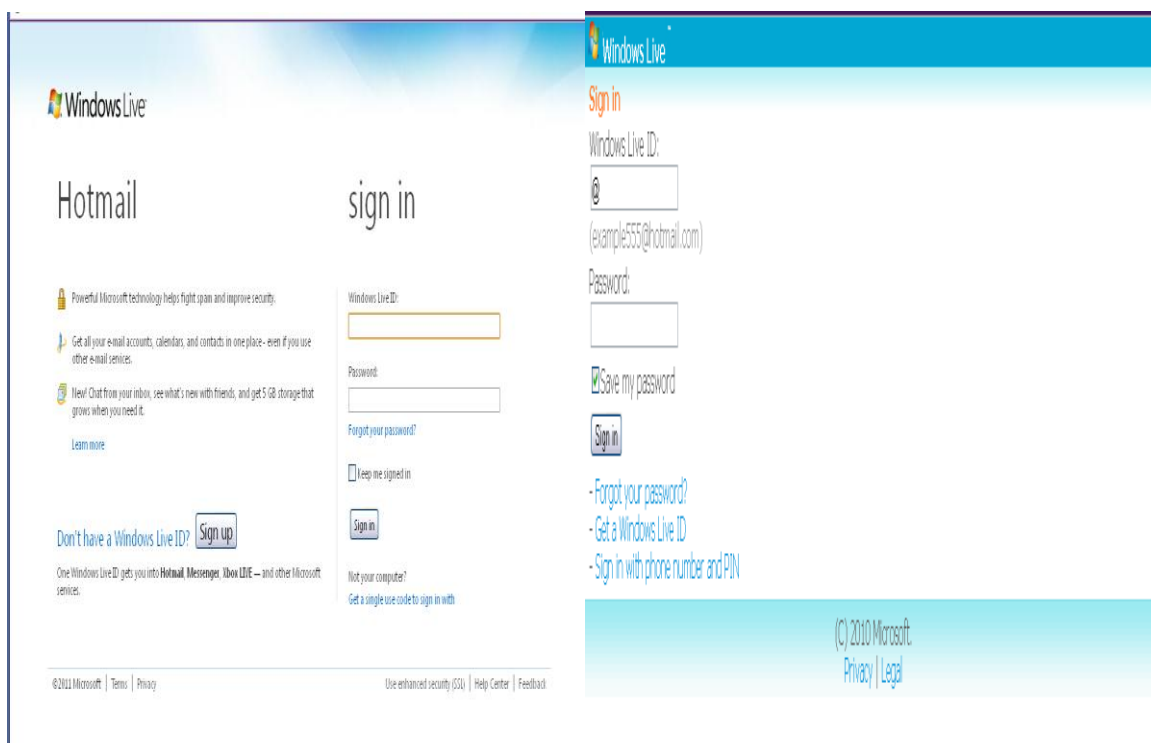 Windows Live
Hotmail
Powerful Microsoft technology helps fight spam and improve security.
Get all your e-mail accounts, calendars, and contacts in one place - even if you use
other e-mail services.
New! Chat from your inbox, see what's new with friends, and get 5 GB storage that
grows when you need it.
Learn more
Don't have a Windows Live ID? Sign up
One Windows Live ID gets you into Hotmail, Messenger, Xbox LIVE — and other Microsoft
services.
sign in
Windows Live ID:
Password:
Forgot your password?
Keep me signed in
Sign in
Not your computer?
Get a single use code to sign in with
©2011 Microsoft | Terms | Privacy
Use enhanced security (SSL) | Help Center | Feedback
Windows Live™
Sign in
Windows Live ID:
@
(example555@hotmail.com)
Password:
Save my password
Sign in
- Forgot your password?
- Get a Windows Live ID
- Sign in with phone number and PIN
(C) 2010 Microsoft.
Privacy | Legal